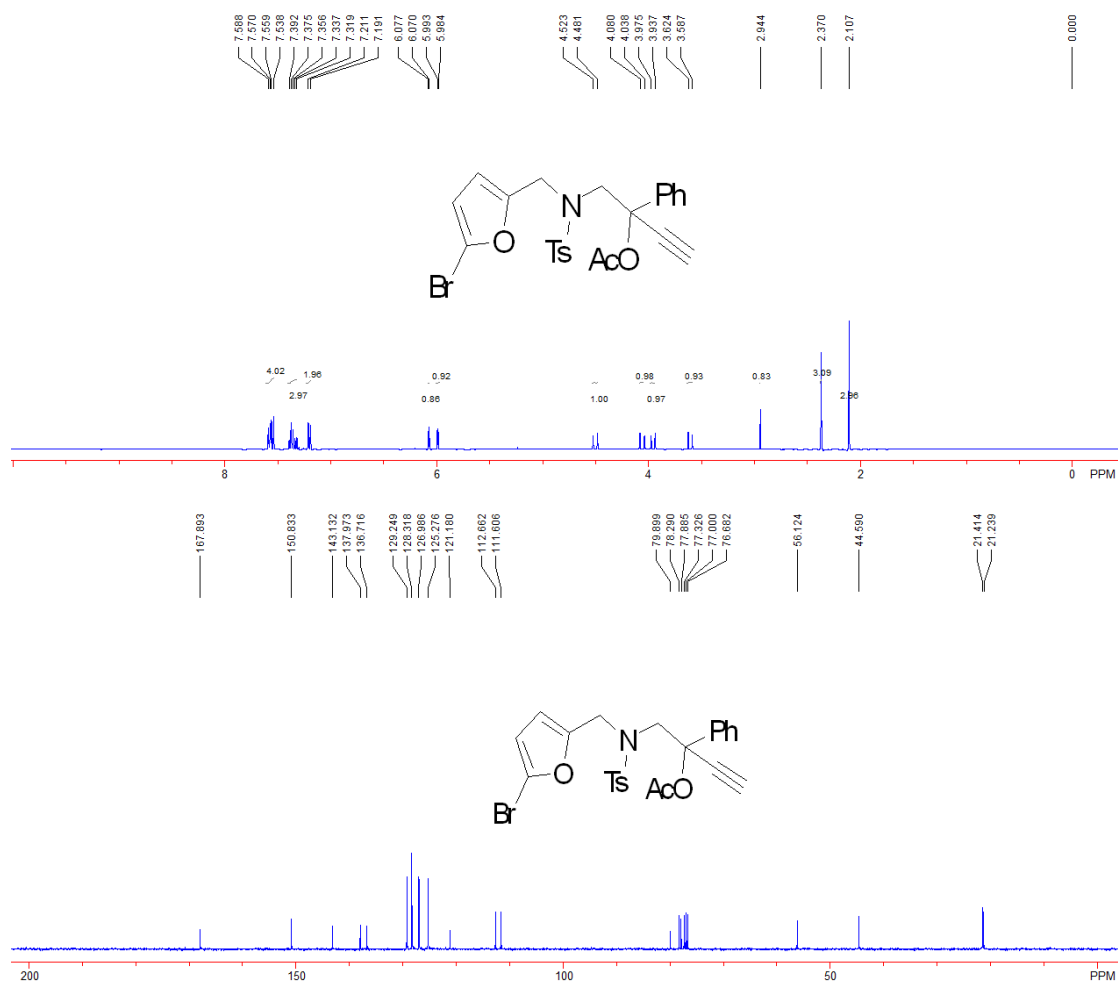 7.588 7.570 7.559 7.538 7.392 7.375 7.356 7.337 7.319 7.211 7.191 6.077 6.070 5.993 5.984 4.523 4.481 4.080 4.038 3.975 3.937 3.624 3.587 2.944 2.370 2.107 0.000
Ph
N
O
Ts
AcO
Br
4.02 1.96 0.92 0.98 0.93 0.83 3.09
2.97 0.86 1.00 0.97 2.96
8 6 4 2 0 PPM
167.893 150.833 143.132 137.973 136.716 129.249 128.318 126.986 125.276 121.180 112.662 111.606 79.899 78.290 77.885 77.326 77.000 76.682 56.124 44.590 21.414 21.239
Ph
N
O
Ts
AcO
Br
200 150 100 50 PPM